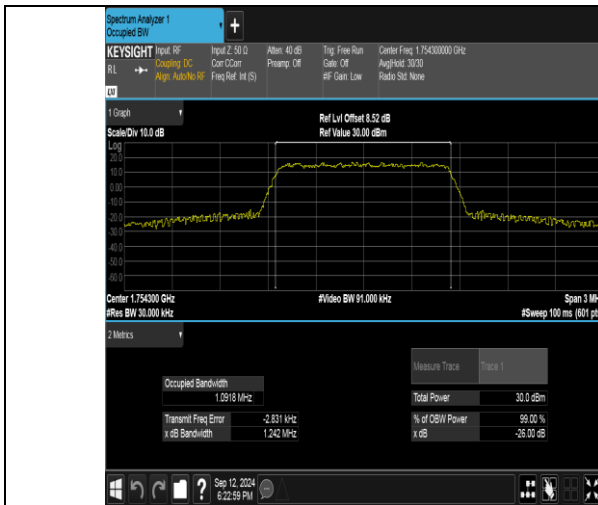 Spectrum Analyzer 1
Occupied BW
KEYSIGHT
Input: RF
Input Z: 50 Ω
Atten: 40 dB
Trig: Free Run
Center Freq: 1.754300000 GHz
RL
Coupling: DC
Corr CCorr
Preamp: Off
Gate: Off
Avg|Hold: 30/30
Align: Auto/No RF
Freq Ref: Int (S)
#IF Gain: Low
Radio Std: None
1 Graph
Ref Lvl Offset 8.52 dB
Scale/Div 10.0 dB
Ref Value 30.00 dBm
Log
20.0
10.0
0.00
-10.0
-20.0
-30.0
-40.0
-50.0
-60.0
Center 1.754300 GHz
#Video BW 91.000 kHz
Span 3 MH
#Res BW 30.000 kHz
#Sweep 100 ms (601 pt
2 Metrics
Measure Trace
Trace 1
Occupied Bandwidth
1.0918 MHz
Total Power
30.0 dBm
Transmit Freq Error
-2.831 kHz
% of OBW Power
99.00 %
x dB Bandwidth
1.242 MHz
x dB
-26.00 dB
?
Sep 12, 2024
6:22:59 PM